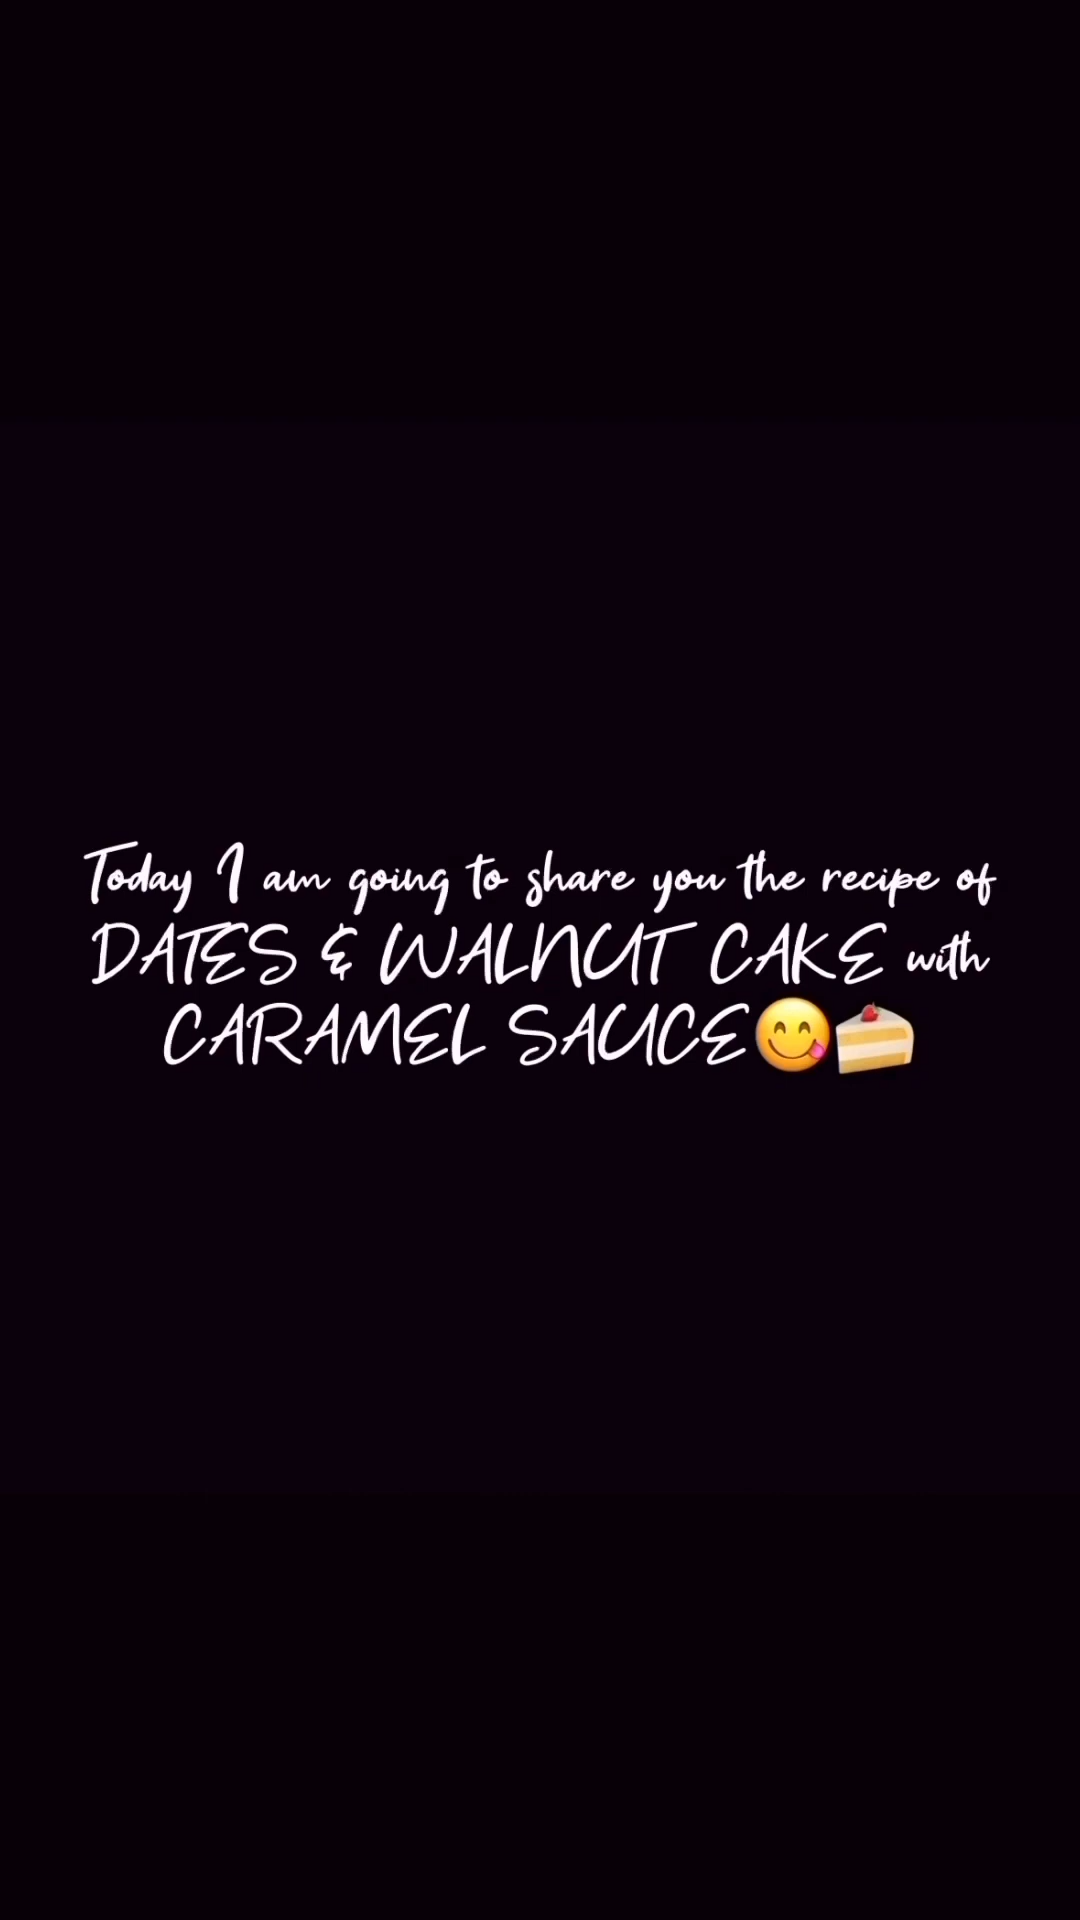 Today I am going to share you the recipe of
DATES & WALNUT CAKE with
CARAMEL SAUCE😋🍰